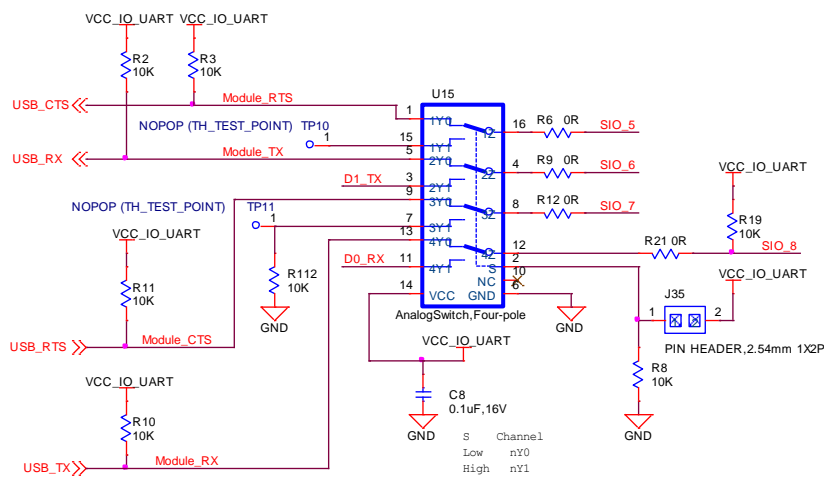 VCC_IO_UART
VCC_IO_UART
R2
10K
R3
10K
U15
USB_CTS
Module_RTS
1
1Y0
1Z
16
R6 0R
SIO_5
NOPOP (TH_TEST_POINT) TP10
1
15
1Y1
USB_RX
Module_TX
5
2Y0
2Z
4
R9 0R
SIO_6
VCC_IO_UART
D1_TX
3
2Y1
9
3Y0
3Z
8
R12 0R
SIO_7
NOPOP (TH_TEST_POINT) TP11
1
7
3Y1
R19
10K
VCC_IO_UART
13
4Y0
4Z
12
R21 0R
SIO_8
D0_RX
11
4Y1
S
2
R112
10K
NC
10
VCC_IO_UART
R11
10K
14
VCC
GND
6
J35
1
2
GND
AnalogSwitch,Four-pole
GND
USB_RTS
Module_CTS
VCC_IO_UART
PIN HEADER,2.54mm 1X2P
R8
10K
VCC_IO_UART
C8
0.1uF,16V
R10
10K
GND
GND
S Channel
Low nY0
High nY1
USB_TX
Module_RX